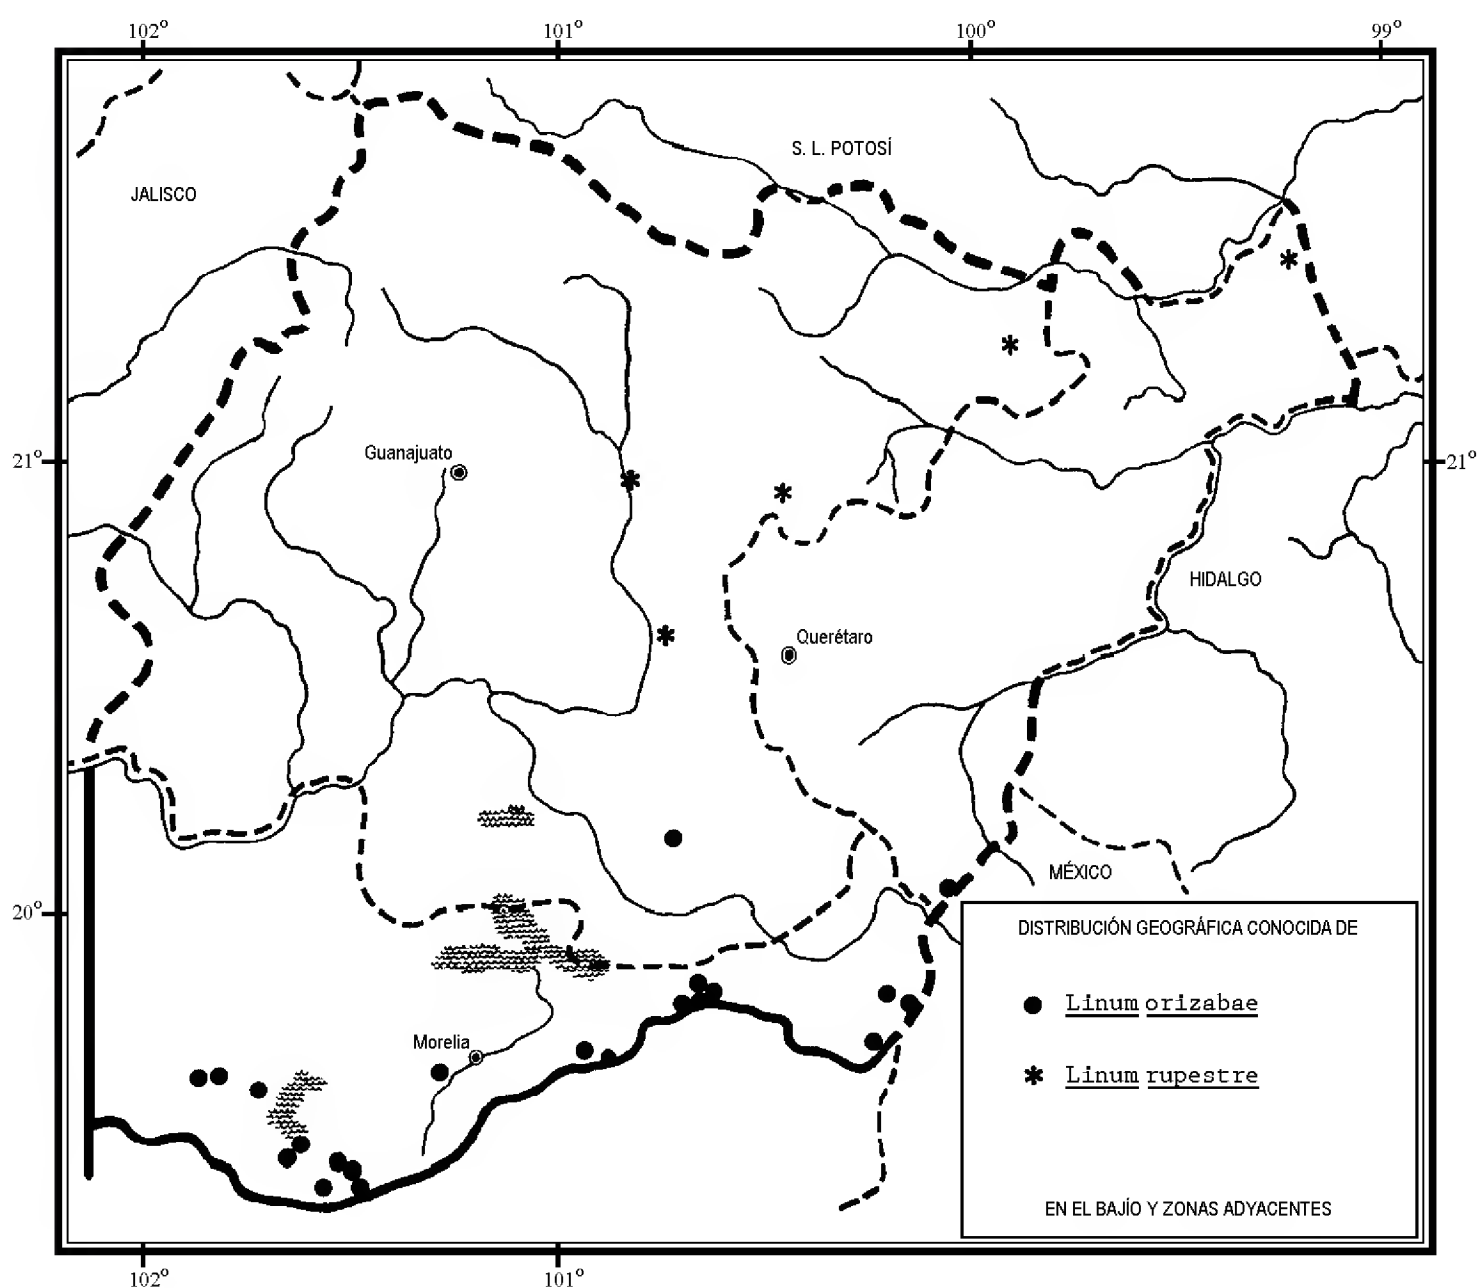 102° 101° 100° 99°
S. L. POTOSÍ
JALISCO
Guanajuato
21° 21°
HIDALGO
Querétaro
MÉXICO
20°
DISTRIBUCIÓN GEOGRÁFICA CONOCIDA DE
Linum orizabae
Morelia
Linum rupestre
EN EL BAJÍO Y ZONAS ADYACENTES
102° 101°